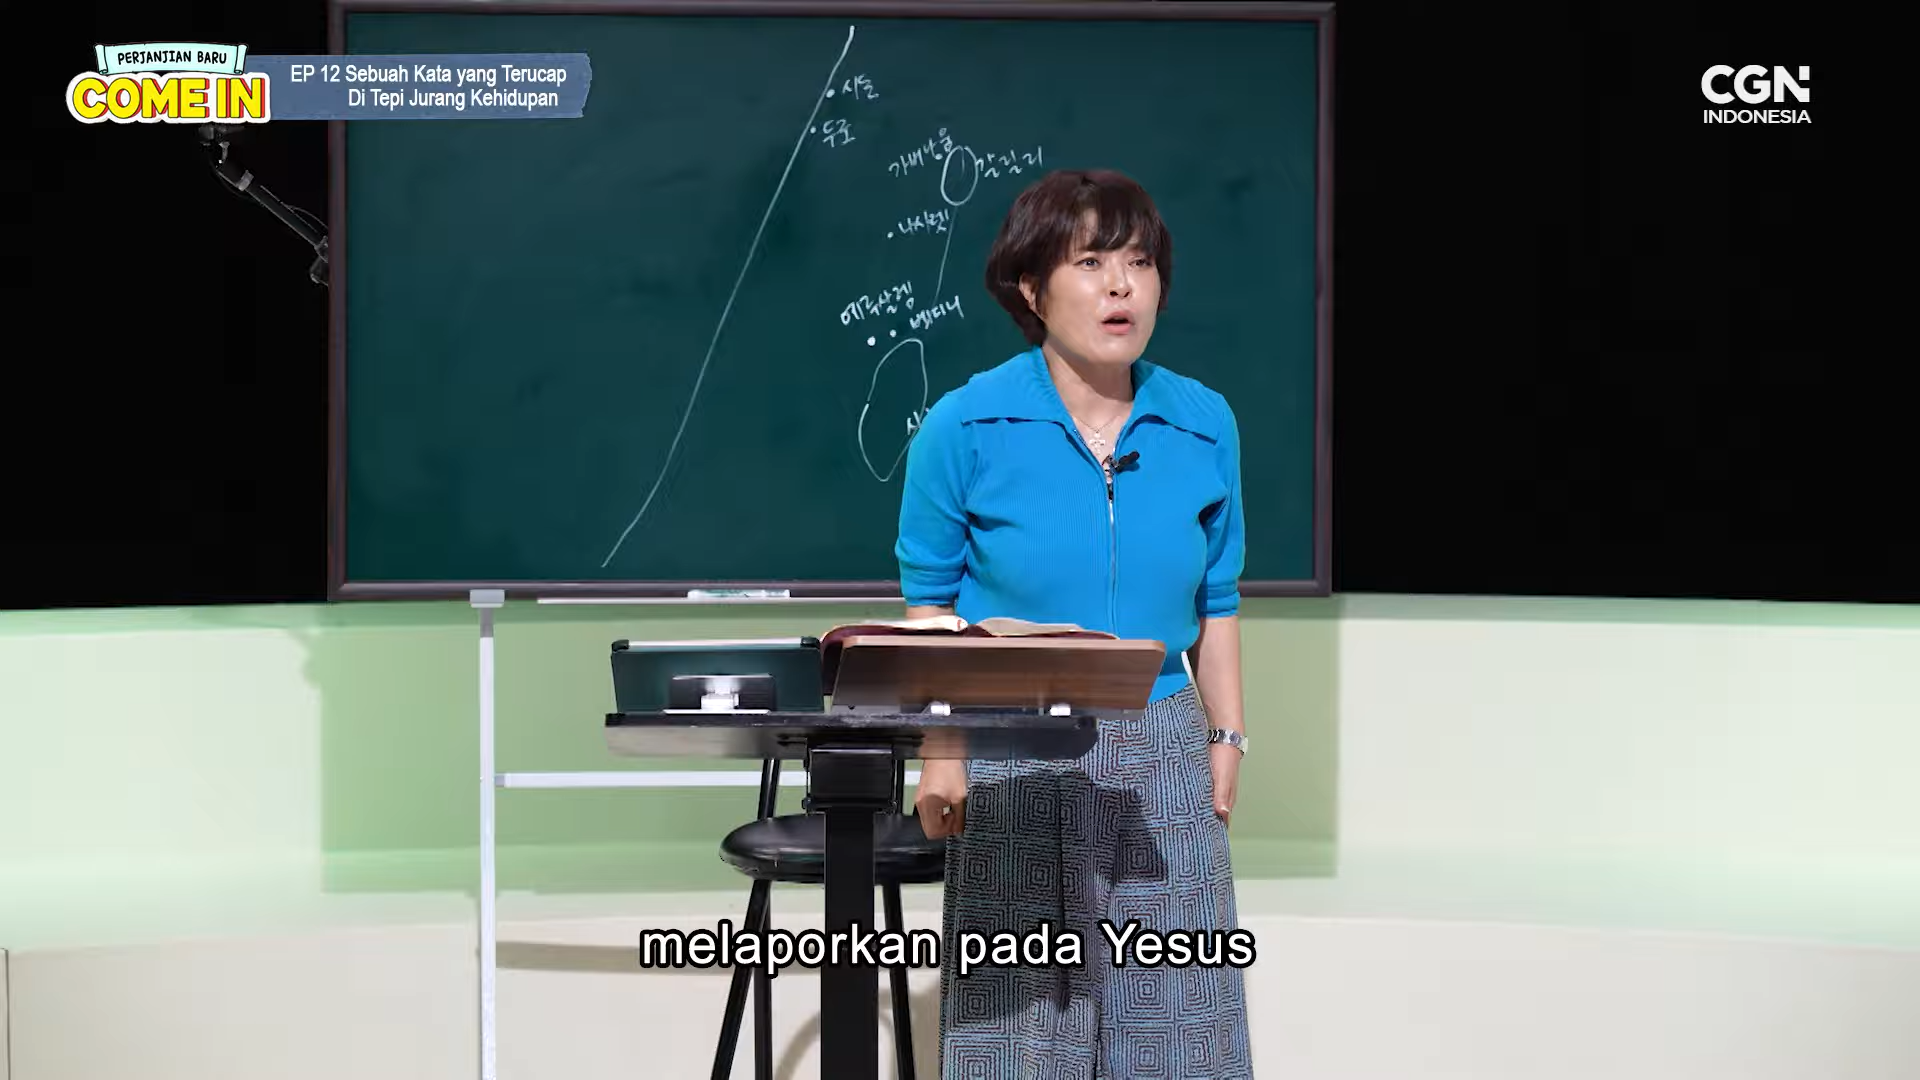 PERJANJIAN BARU
COME IN
EP 12 Sebuah Kata yang Terucap
Di Tepi Jurang Kehidupan
CGN
INDONESIA
시돈
두로
가버나움
갈릴리
나사렛
예루살렘
베다니
melaporkan pada Yesus